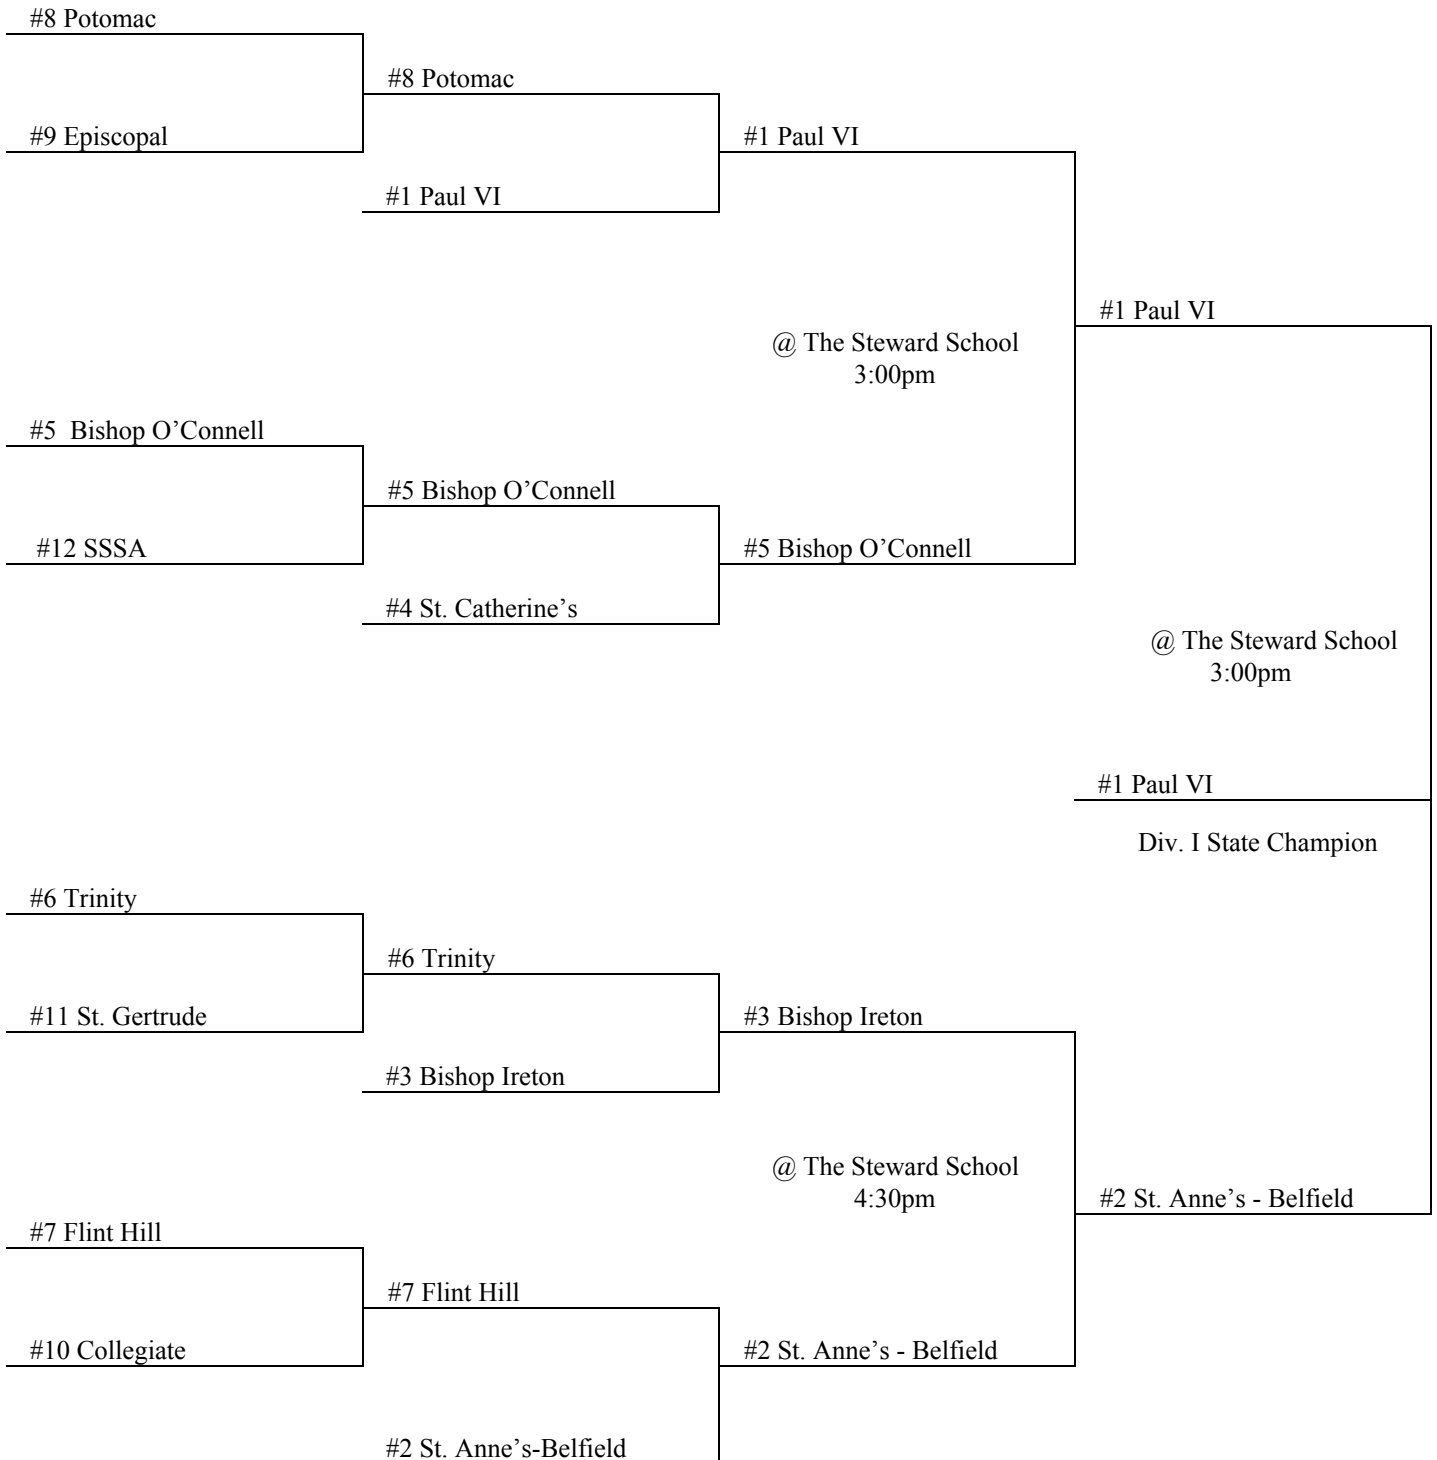 #8 Potomac
#8 Potomac
#9 Episcopal
#1 Paul VI
#1 Paul VI
#1 Paul VI
@ The Steward School
3:00pm
#5  Bishop O’Connell
#5 Bishop O’Connell
#12 SSSA
#5 Bishop O’Connell
#4 St. Catherine’s
@ The Steward School
3:00pm
#1 Paul VI
Div. I State Champion
#6 Trinity
#6 Trinity
#11 St. Gertrude
#3 Bishop Ireton
#3 Bishop Ireton
@ The Steward School
4:30pm
#2 St. Anne’s - Belfield
#7 Flint Hill
#7 Flint Hill
#10 Collegiate
#2 St. Anne’s - Belfield
#2 St. Anne’s-Belfield